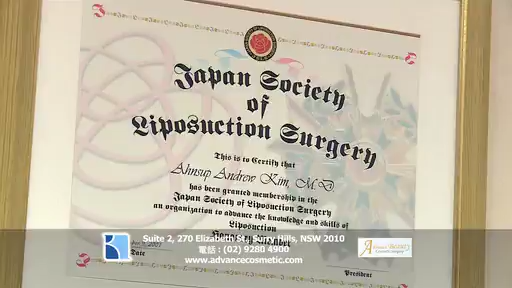 Japan Society
of
Liposuction Surgery
This is to Certify that
Ahnsup Andrew Kim, M.D.
has been granted membership in the
Japan Society of Liposuction Surgery
an organization to advance the knowledge and skills of
Liposuction
Suite 2, 270 Elizabeth St, Surry Hills, NSW 2010
電話 : (02) 9280 4900
www.advancecosmetic.com
Date
President